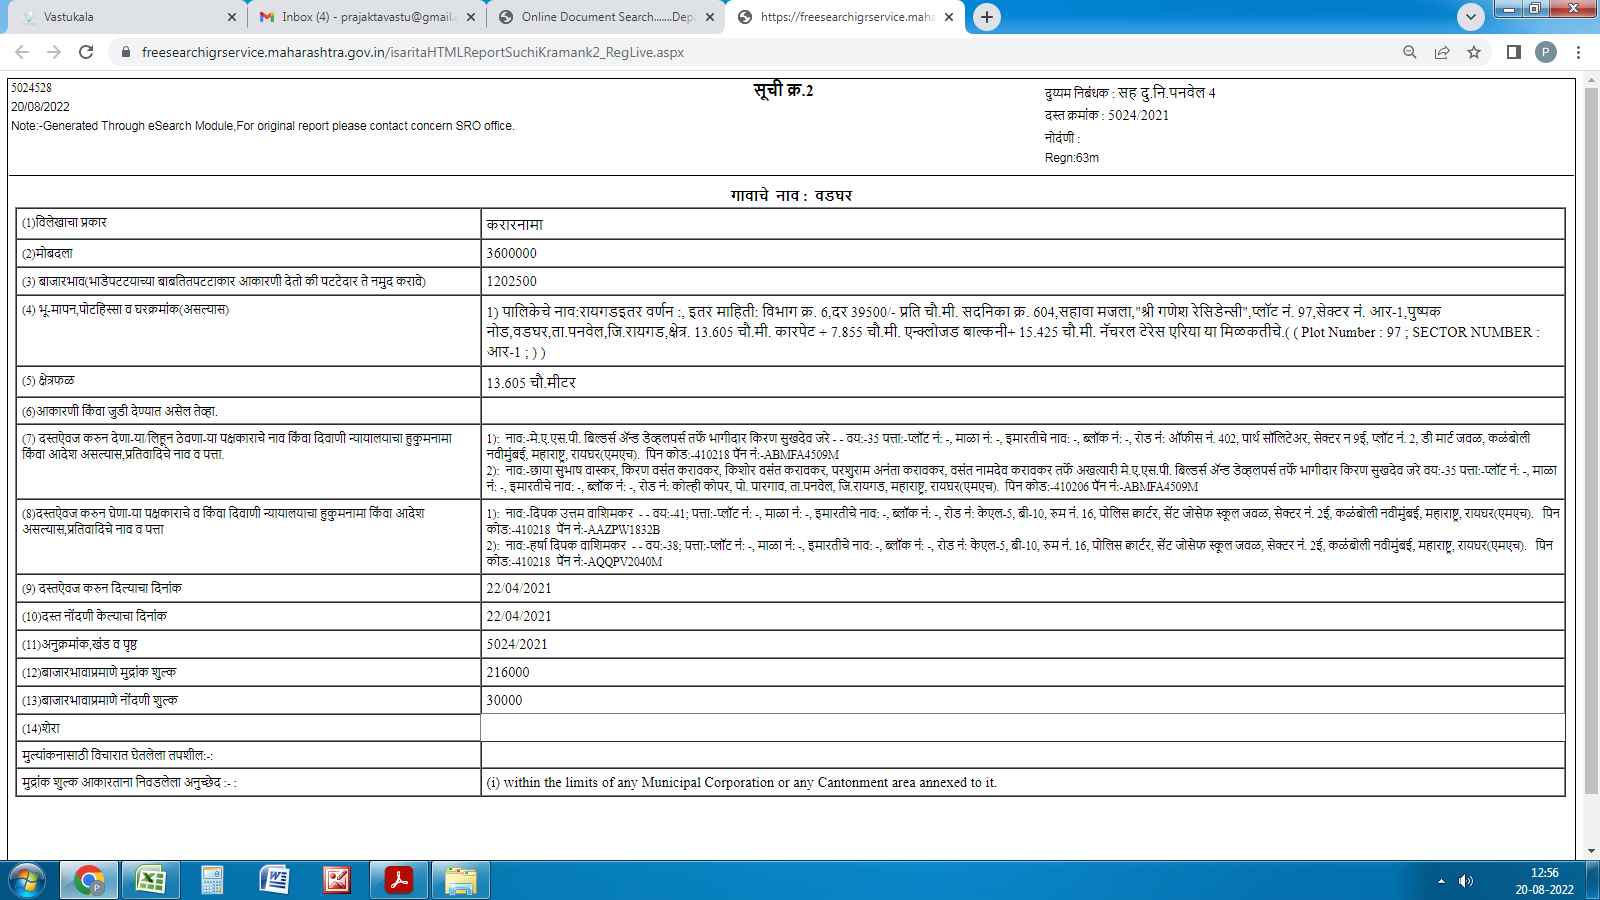 Vastukala
Inbox (4) - prajaktavastu@gmail.c
Online Document Search.......Depa
https://freesearchigrservice.maha
freesearchigrservice.maharashtra.gov.in/isaritaHTMLReportSuchiKramank2_RegLive.aspx
P
5024528
20/08/2022
Note:-Generated Through eSearch Module,For original report please contact concern SRO office.
सूची क्र.2
दुय्यम निबंधक : सह दु.नि.पनवेल 4
दस्त क्रमांक : 5024/2021
नोदंणी :
Regn:63m
गावाचे नाव : वडघर
(1)विलेखाचा प्रकार
करारनामा
(2)मोबदला
3600000
(3) बाजारभाव(भाडेपटटयाच्या बाबतितपटटाकार आकारणी देतो की पटटेदार ते नमुद करावे)
1202500
(4) भू-मापन,पोटहिस्सा व घरक्रमांक(असल्यास)
1) पालिकेचे नाव:रायगडइतर वर्णन :, इतर माहिती: विभाग क्र. 6,दर 39500/- प्रति चौ.मी. सदनिका क्र. 604,सहावा मजला,"श्री गणेश रेसिडेन्सी",प्लॉट नं. 97,सेक्टर नं. आर-1,पुष्पक
नोड,वडघर,ता.पनवेल,जि.रायगड,क्षेत्र. 13.605 चौ.मी. कारपेट + 7.855 चौ.मी. एन्क्लोजड बाल्कनी+ 15.425 चौ.मी. नॅचरल टेरेस एरिया या मिळकतीचे.( ( Plot Number : 97 ; SECTOR NUMBER :
आर-1 ; ) )
(5) क्षेत्रफळ
13.605 चौ.मीटर
(6)आकारणी किंवा जुडी देण्यात असेल तेव्हा.
(7) दस्तऐवज करुन देणा-या/लिहून ठेवणा-या पक्षकाराचे नाव किंवा दिवाणी न्यायालयाचा हुकुमनामा
किंवा आदेश असल्यास,प्रतिवादिचे नाव व पत्ता.
1): नाव:-मे.ए.एस.पी. बिल्डर्स अ‍ॅन्ड डेव्हलपर्स तर्फे भागीदार किरण सुखदेव जरे - - वय:-35 पत्ता:-प्लॉट नं: -, माळा नं: -, इमारतीचे नाव: -, ब्लॉक नं: -, रोड नं: ऑफीस नं. 402, पार्थ सॉलिटेअर, सेक्टर न 9ई, प्लॉट नं. 2, डी मार्ट जवळ, कळंबोली
नवीमुंबई, महाराष्ट्र, रायघर(एमएच). पिन कोड:-410218 पॅन नं:-ABMFA4509M
2): नाव:-छाया सुभाष वास्कर, किरण वसंत करावकर, किशोर वसंत करावकर, परशुराम अनंता करावकर, वसंत नामदेव करावकर तर्फे अखत्यारी मे.ए.एस.पी. बिल्डर्स अ‍ॅन्ड डेव्हलपर्स तर्फे भागीदार किरण सुखदेव जरे वय:-35 पत्ता:-प्लॉट नं: -, माळा
नं: -, इमारतीचे नाव: -, ब्लॉक नं: -, रोड नं: कोल्ही कोपर, पो. पारगाव, ता.पनवेल, जि.रायगड, महाराष्ट्र, रायघर(एमएच). पिन कोड:-410206 पॅन नं:-ABMFA4509M
(8)दस्तऐवज करुन घेणा-या पक्षकाराचे व किंवा दिवाणी न्यायालयाचा हुकुमनामा किंवा आदेश
असल्यास,प्रतिवादिचे नाव व पत्ता
1): नाव:-दिपक उत्तम वाशिमकर - - वय:-41; पत्ता:-प्लॉट नं: -, माळा नं: -, इमारतीचे नाव: -, ब्लॉक नं: -, रोड नं: केएल-5, बी-10, रुम नं. 16, पोलिस क्वार्टर, सेंट जोसेफ स्कूल जवळ, सेक्टर नं. 2ई, कळंबोली नवीमुंबई, महाराष्ट्र, रायघर(एमएच). पिन
कोड:-410218 पॅन नं:-AAZPW1832B
2): नाव:-हर्षा दिपक वाशिमकर - - वय:-38; पत्ता:-प्लॉट नं: -, माळा नं: -, इमारतीचे नाव: -, ब्लॉक नं: -, रोड नं: केएल-5, बी-10, रुम नं. 16, पोलिस क्वार्टर, सेंट जोसेफ स्कूल जवळ, सेक्टर नं. 2ई, कळंबोली नवीमुंबई, महाराष्ट्र, रायघर(एमएच). पिन
कोड:-410218 पॅन नं:-AQQPV2040M
(9) दस्तऐवज करुन दिल्याचा दिनांक
22/04/2021
(10)दस्त नोंदणी केल्याचा दिनांक
22/04/2021
(11)अनुक्रमांक,खंड व पृष्ठ
5024/2021
(12)बाजारभावाप्रमाणे मुद्रांक शुल्क
216000
(13)बाजारभावाप्रमाणे नोंदणी शुल्क
30000
(14)शेरा
मुल्यांकनासाठी विचारात घेतलेला तपशील:-:
मुद्रांक शुल्क आकारताना निवडलेला अनुच्छेद :- :
(i) within the limits of any Municipal Corporation or any Cantonment area annexed to it.
12:56
20-08-2022